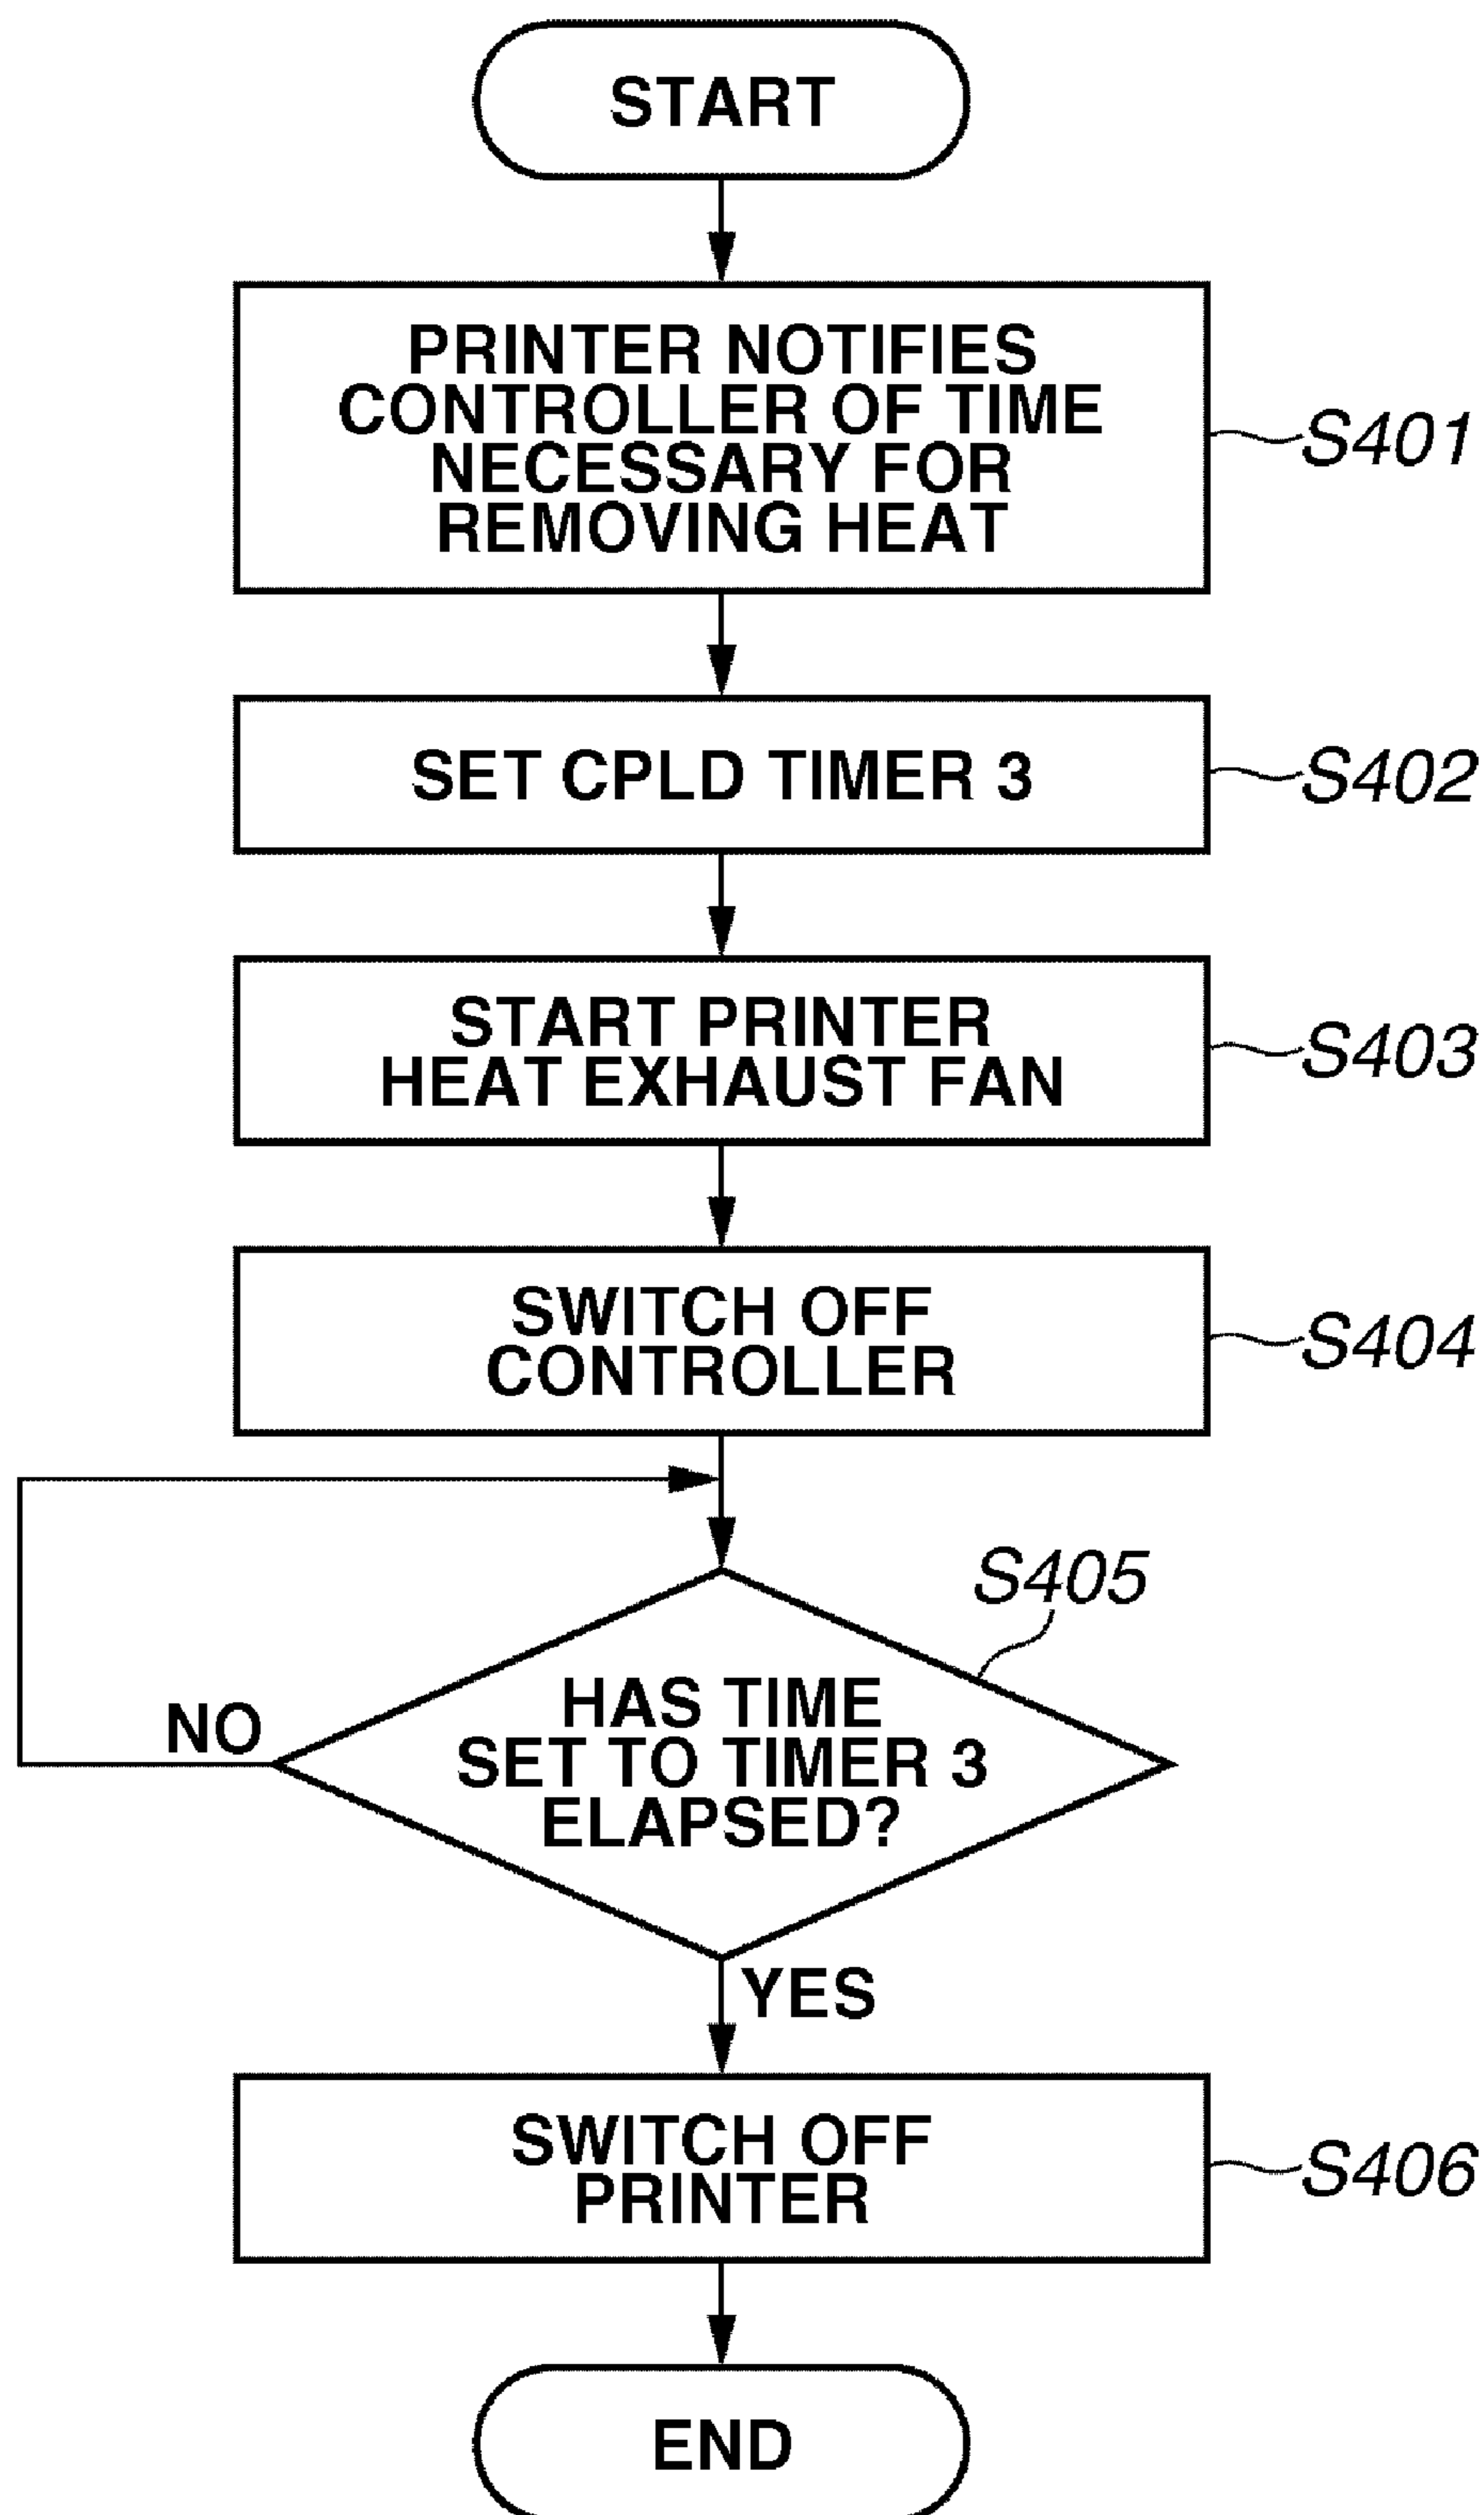 START
PRINTER NOTIFIES
CONTROLLER OF TIME
NECESSARY FOR
REMOVING HEAT
S401
SET CPLD TIMER 3
S402
START PRINTER
HEAT EXHAUST FAN
S403
SWITCH OFF
CONTROLLER
S404
S405
HAS TIME
SET TO TIMER 3
ELAPSED?
NO
YES
SWITCH OFF
PRINTER
S406
END